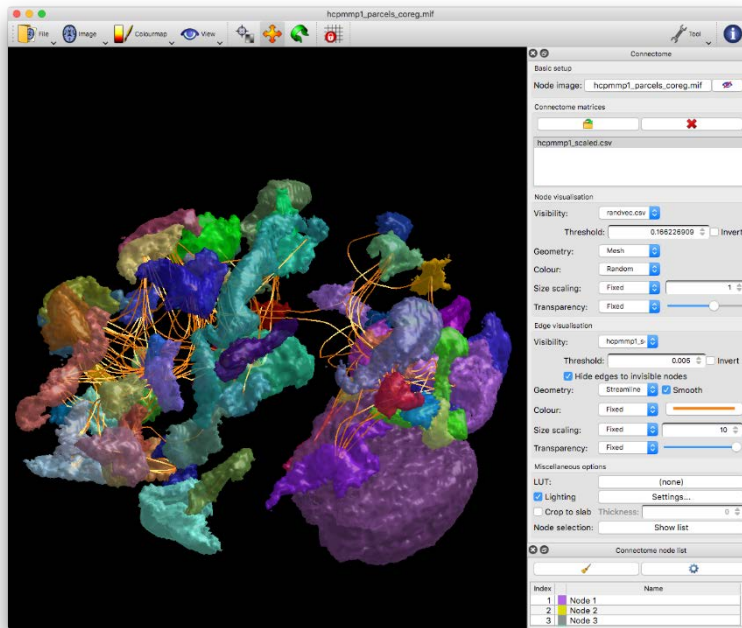 hcpmmp1_parcels_coreg.mif
File Image Colourmap View Tool
Connectome
Basic setup
Node image: hcpmmp1_parcels_coreg.mif
Connectome matrices
hcpmmp1_scaled.csv
Node visualisation
Visibility: randvec.csv
Threshold: 0.166226909 Invert
Geometry: Mesh
Colour: Random
Size scaling: Fixed 1
Transparency: Fixed
Edge visualisation
Visibility: hcpmmp1_s
Threshold: 0.005 Invert
Hide edges to invisible nodes
Geometry: Streamline Smooth
Colour: Fixed
Size scaling: Fixed 10
Transparency: Fixed
Miscellaneous options
LUT: (none)
Lighting Settings...
Crop to slab Thickness: 0
Node selection: Show list
Connectome node list
Index Name
1 Node 1
2 Node 2
3 Node 3